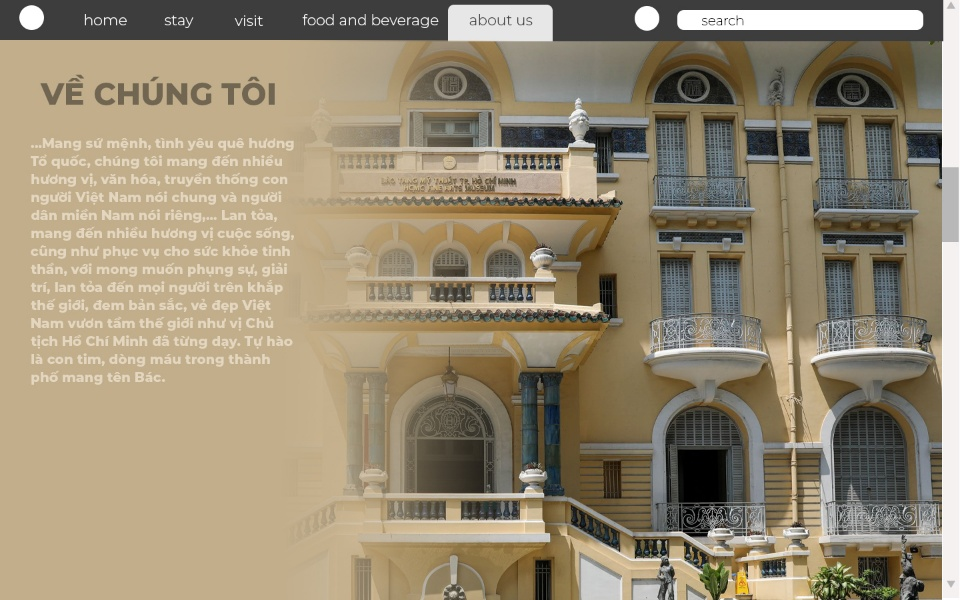 home
stay
visit
food and beverage
about us
search
VỀ CHÚNG TÔI
...Mang sứ mệnh, tình yêu quê hương
Tổ quốc, chúng tôi mang đến nhiều
hương vị, văn hóa, truyền thống con
người Việt Nam nói chung và người
dân miền Nam nói riêng,... Lan tỏa,
mang đến nhiều hương vị cuộc sống,
cũng như phục vụ cho sức khỏe tinh
thần, với mong muốn phụng sự, giải
trí, lan tỏa đến mọi người trên khắp
thế giới, đem bản sắc, vẻ đẹp Việt
Nam vươn tầm thế giới như vị Chủ
tịch Hồ Chí Minh đã từng dạy. Tự hào
là con tim, dòng máu trong thành
phố mang tên Bác.
BẢO TÀNG MỸ THUẬT TP. HỒ CHÍ MINH
HCMC FINE ARTS MUSEUM